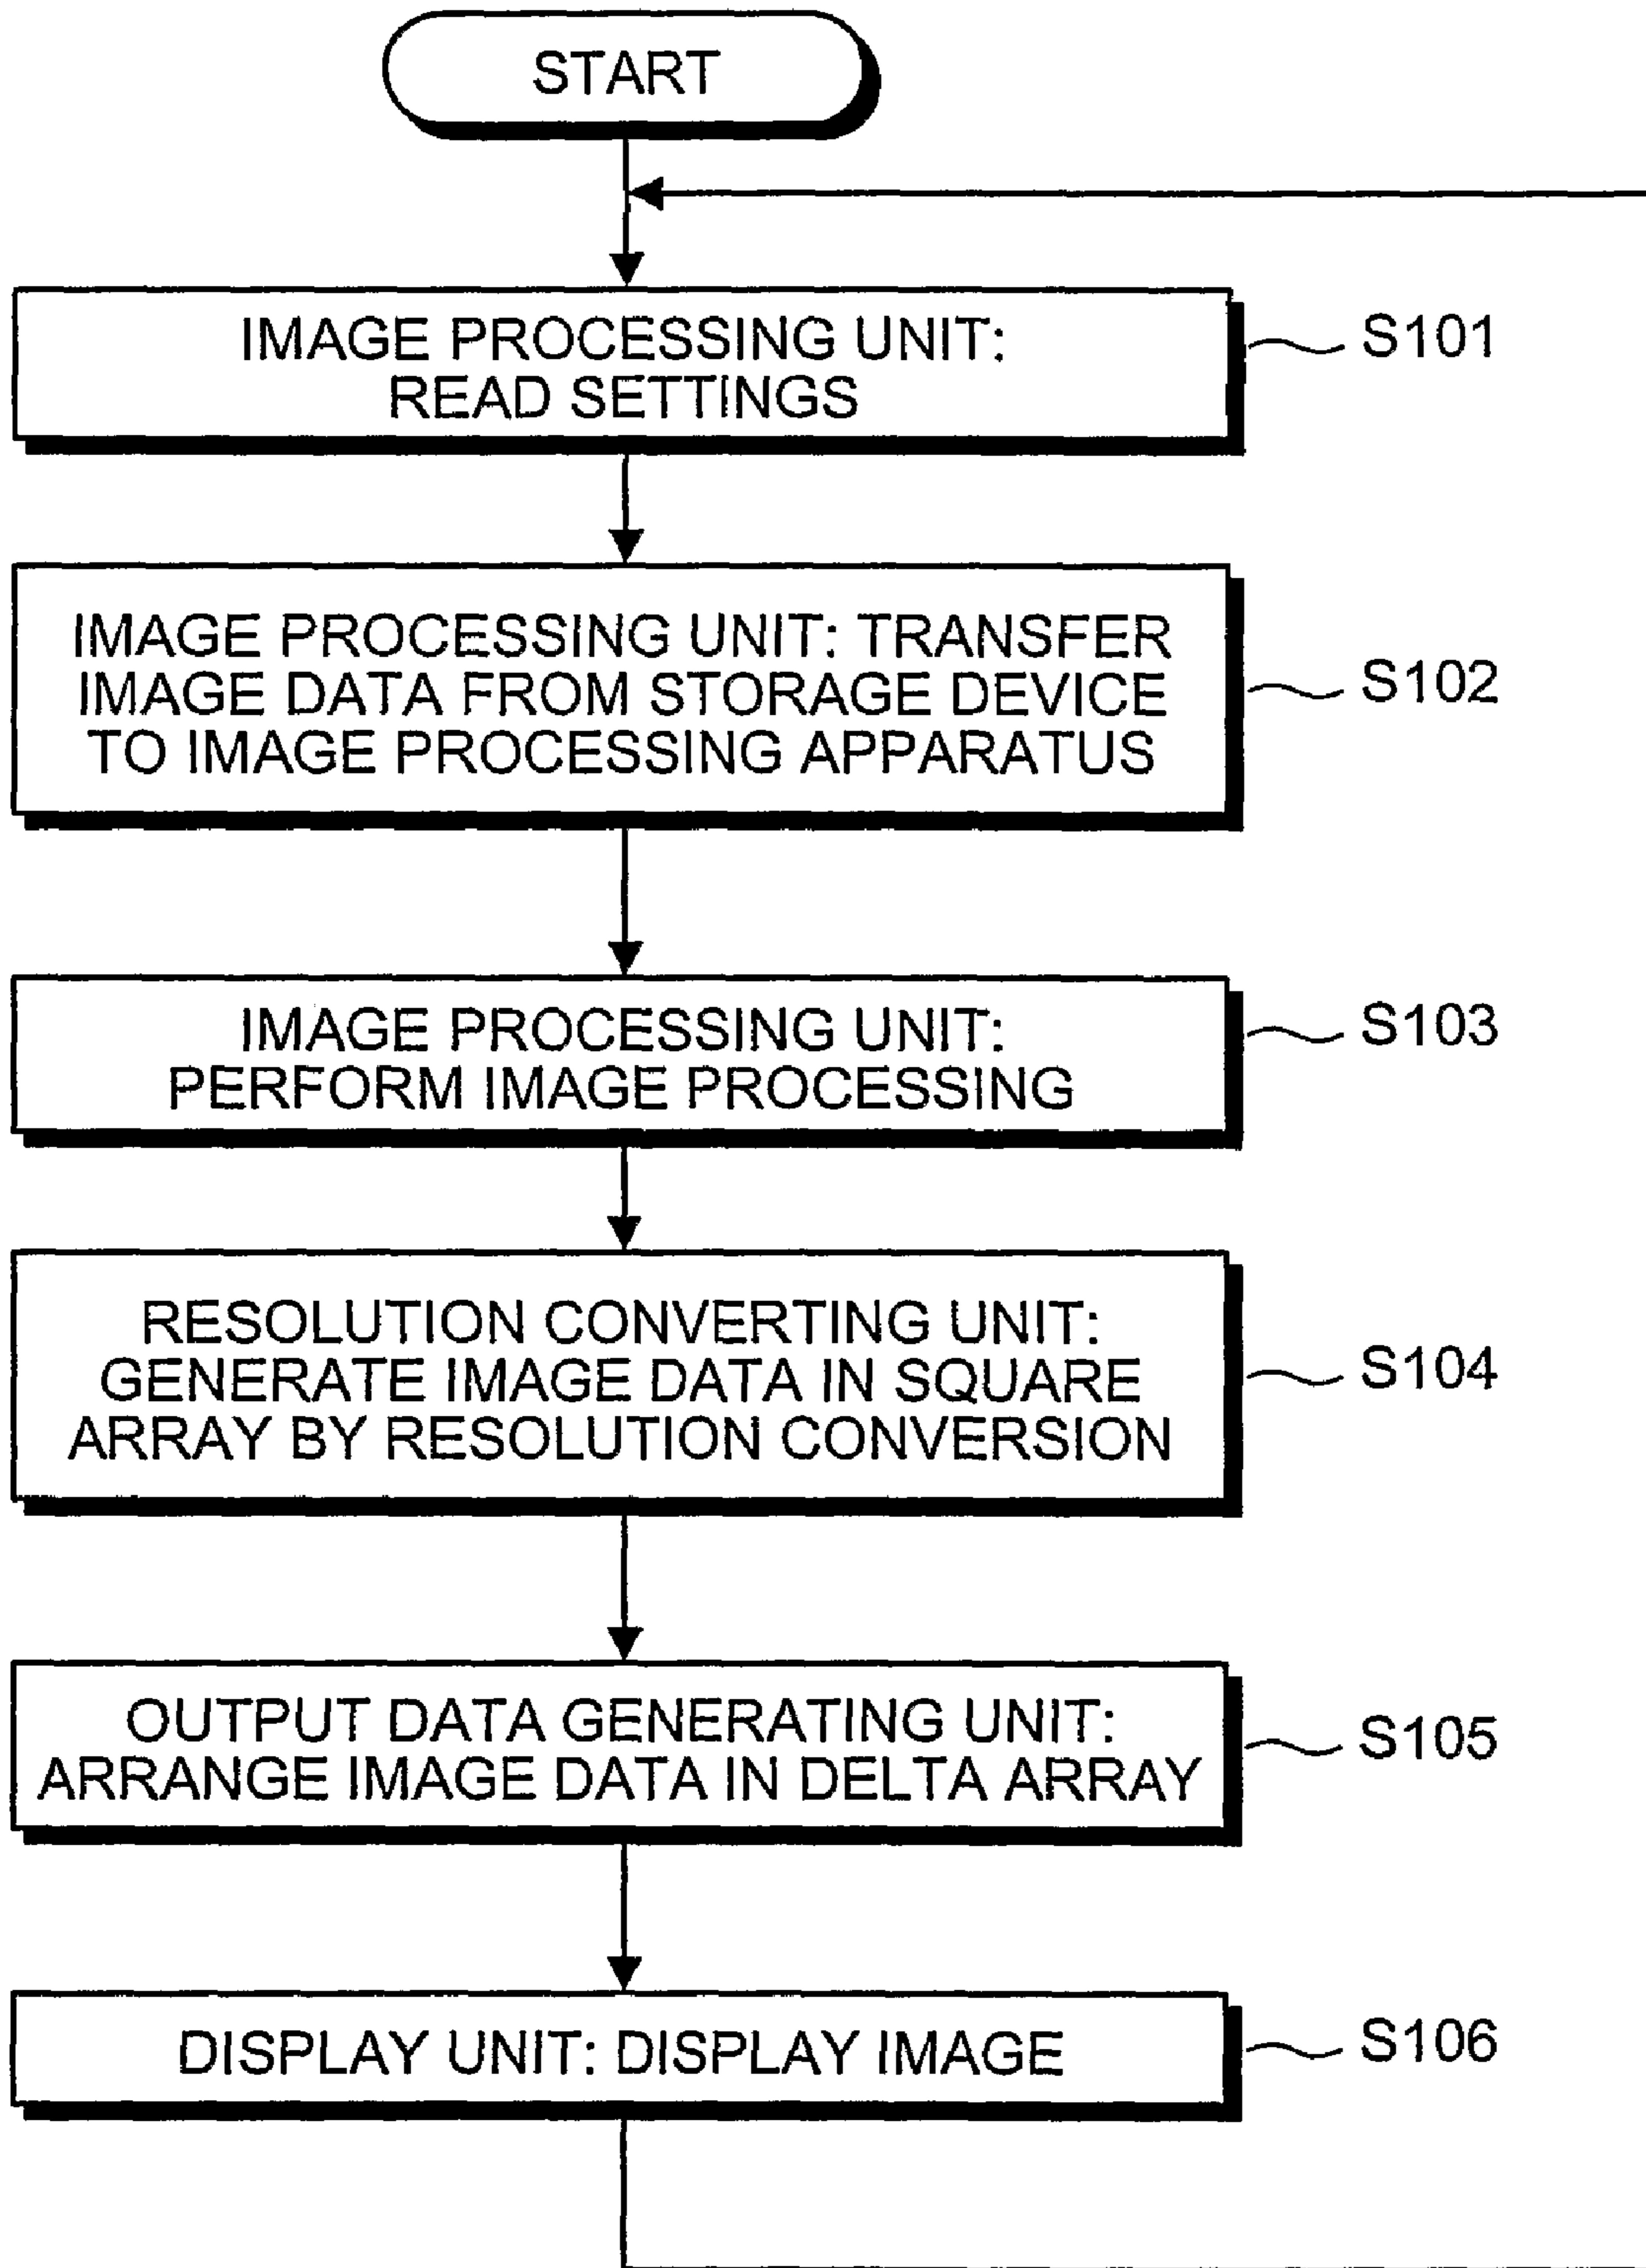 START
IMAGE PROCESSING UNIT:
READ SETTINGS
S101
IMAGE PROCESSING UNIT: TRANSFER
IMAGE DATA FROM STORAGE DEVICE
TO IMAGE PROCESSING APPARATUS
S102
IMAGE PROCESSING UNIT:
PERFORM IMAGE PROCESSING
S103
RESOLUTION CONVERTING UNIT:
GENERATE IMAGE DATA IN SQUARE
ARRAY BY RESOLUTION CONVERSION
S104
OUTPUT DATA GENERATING UNIT:
ARRANGE IMAGE DATA IN DELTA ARRAY
S105
DISPLAY UNIT: DISPLAY IMAGE
S106